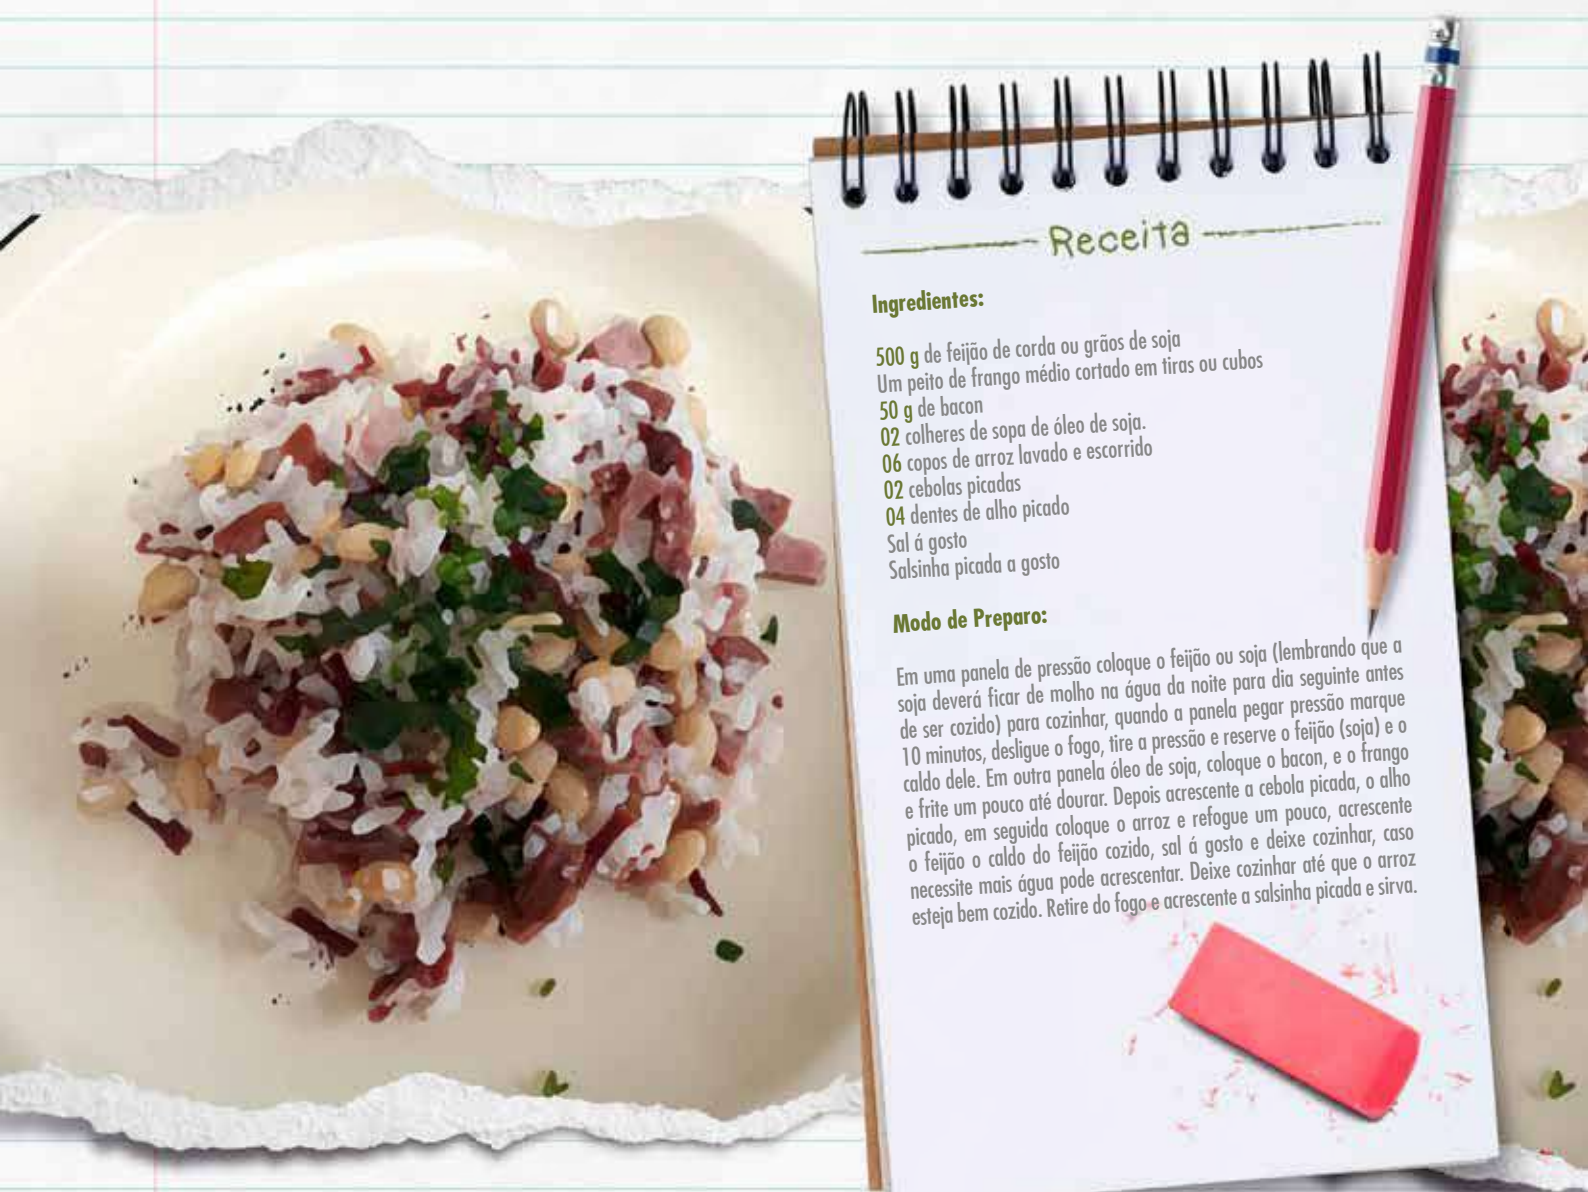 Receita
Ingredientes:
500 g de feijão de corda ou grãos de soja
Um peito de frango médio cortado em tiras ou cubos
50 g de bacon
02 colheres de sopa de óleo de soja.
06 copos de arroz lavado e escorrido
02 cebolas picadas
04 dentes de alho picado
Sal á gosto
Salsinha picada a gosto
Modo de Preparo:
Em uma panela de pressão coloque o feijão ou soja (lembrando que a
soja deverá ficar de molho na água da noite para dia seguinte antes
de ser cozido) para cozinhar, quando a panela pegar pressão marque
10 minutos, desligue o fogo, tire a pressão e reserve o feijão (soja) e o
caldo dele. Em outra panela óleo de soja, coloque o bacon, e o frango
e frite um pouco até dourar. Depois acrescente a cebola picada, o alho
picado, em seguida coloque o arroz e refogue um pouco, acrescente
o feijão o caldo do feijão cozido, sal á gosto e deixe cozinhar, caso
necessite mais água pode acrescentar. Deixe cozinhar até que o arroz
esteja bem cozido. Retire do fogo e acrescente a salsinha picada e sirva.